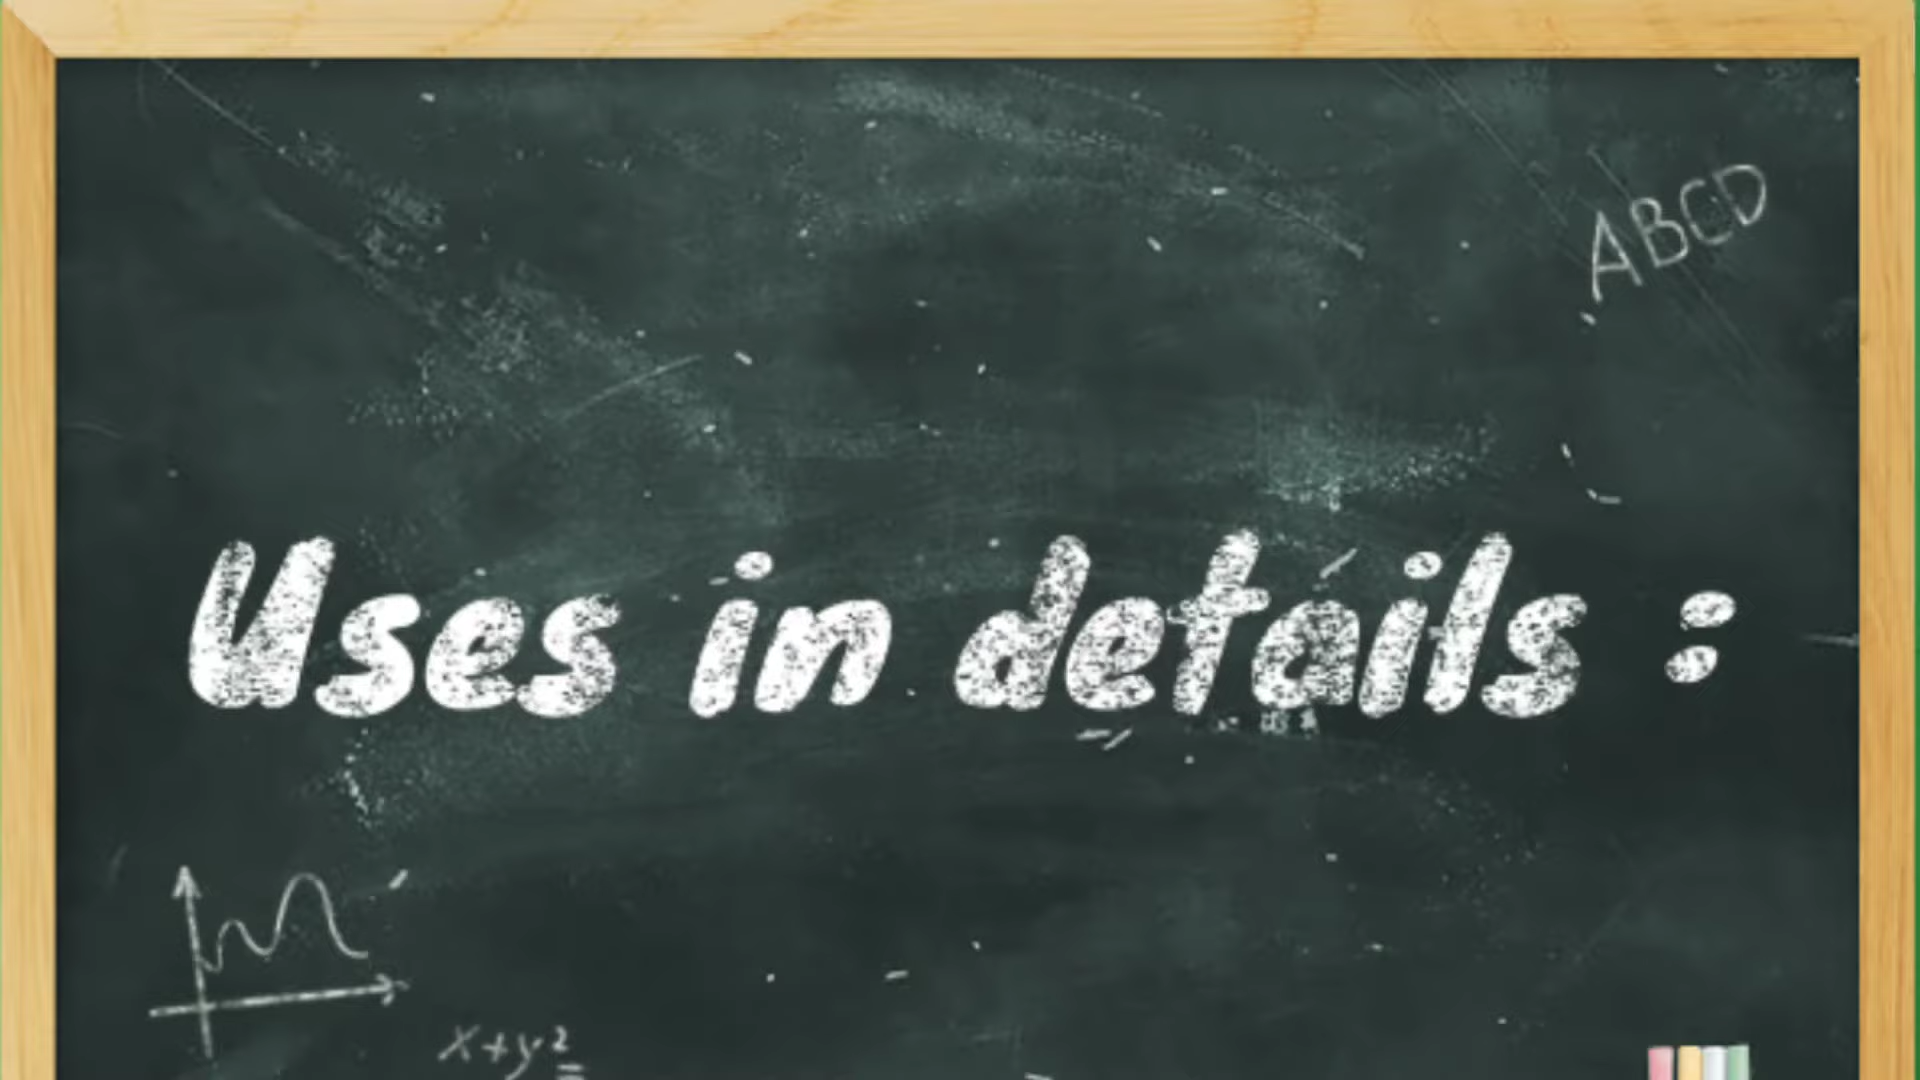 ABCD
Uses in details :
x+y²